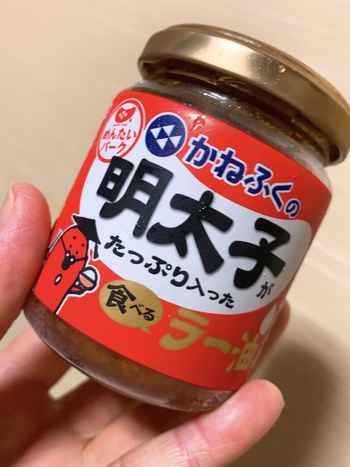 めんたい
パーク
かねふくの
明太子が
たっぷり入った
食べる
ラー油